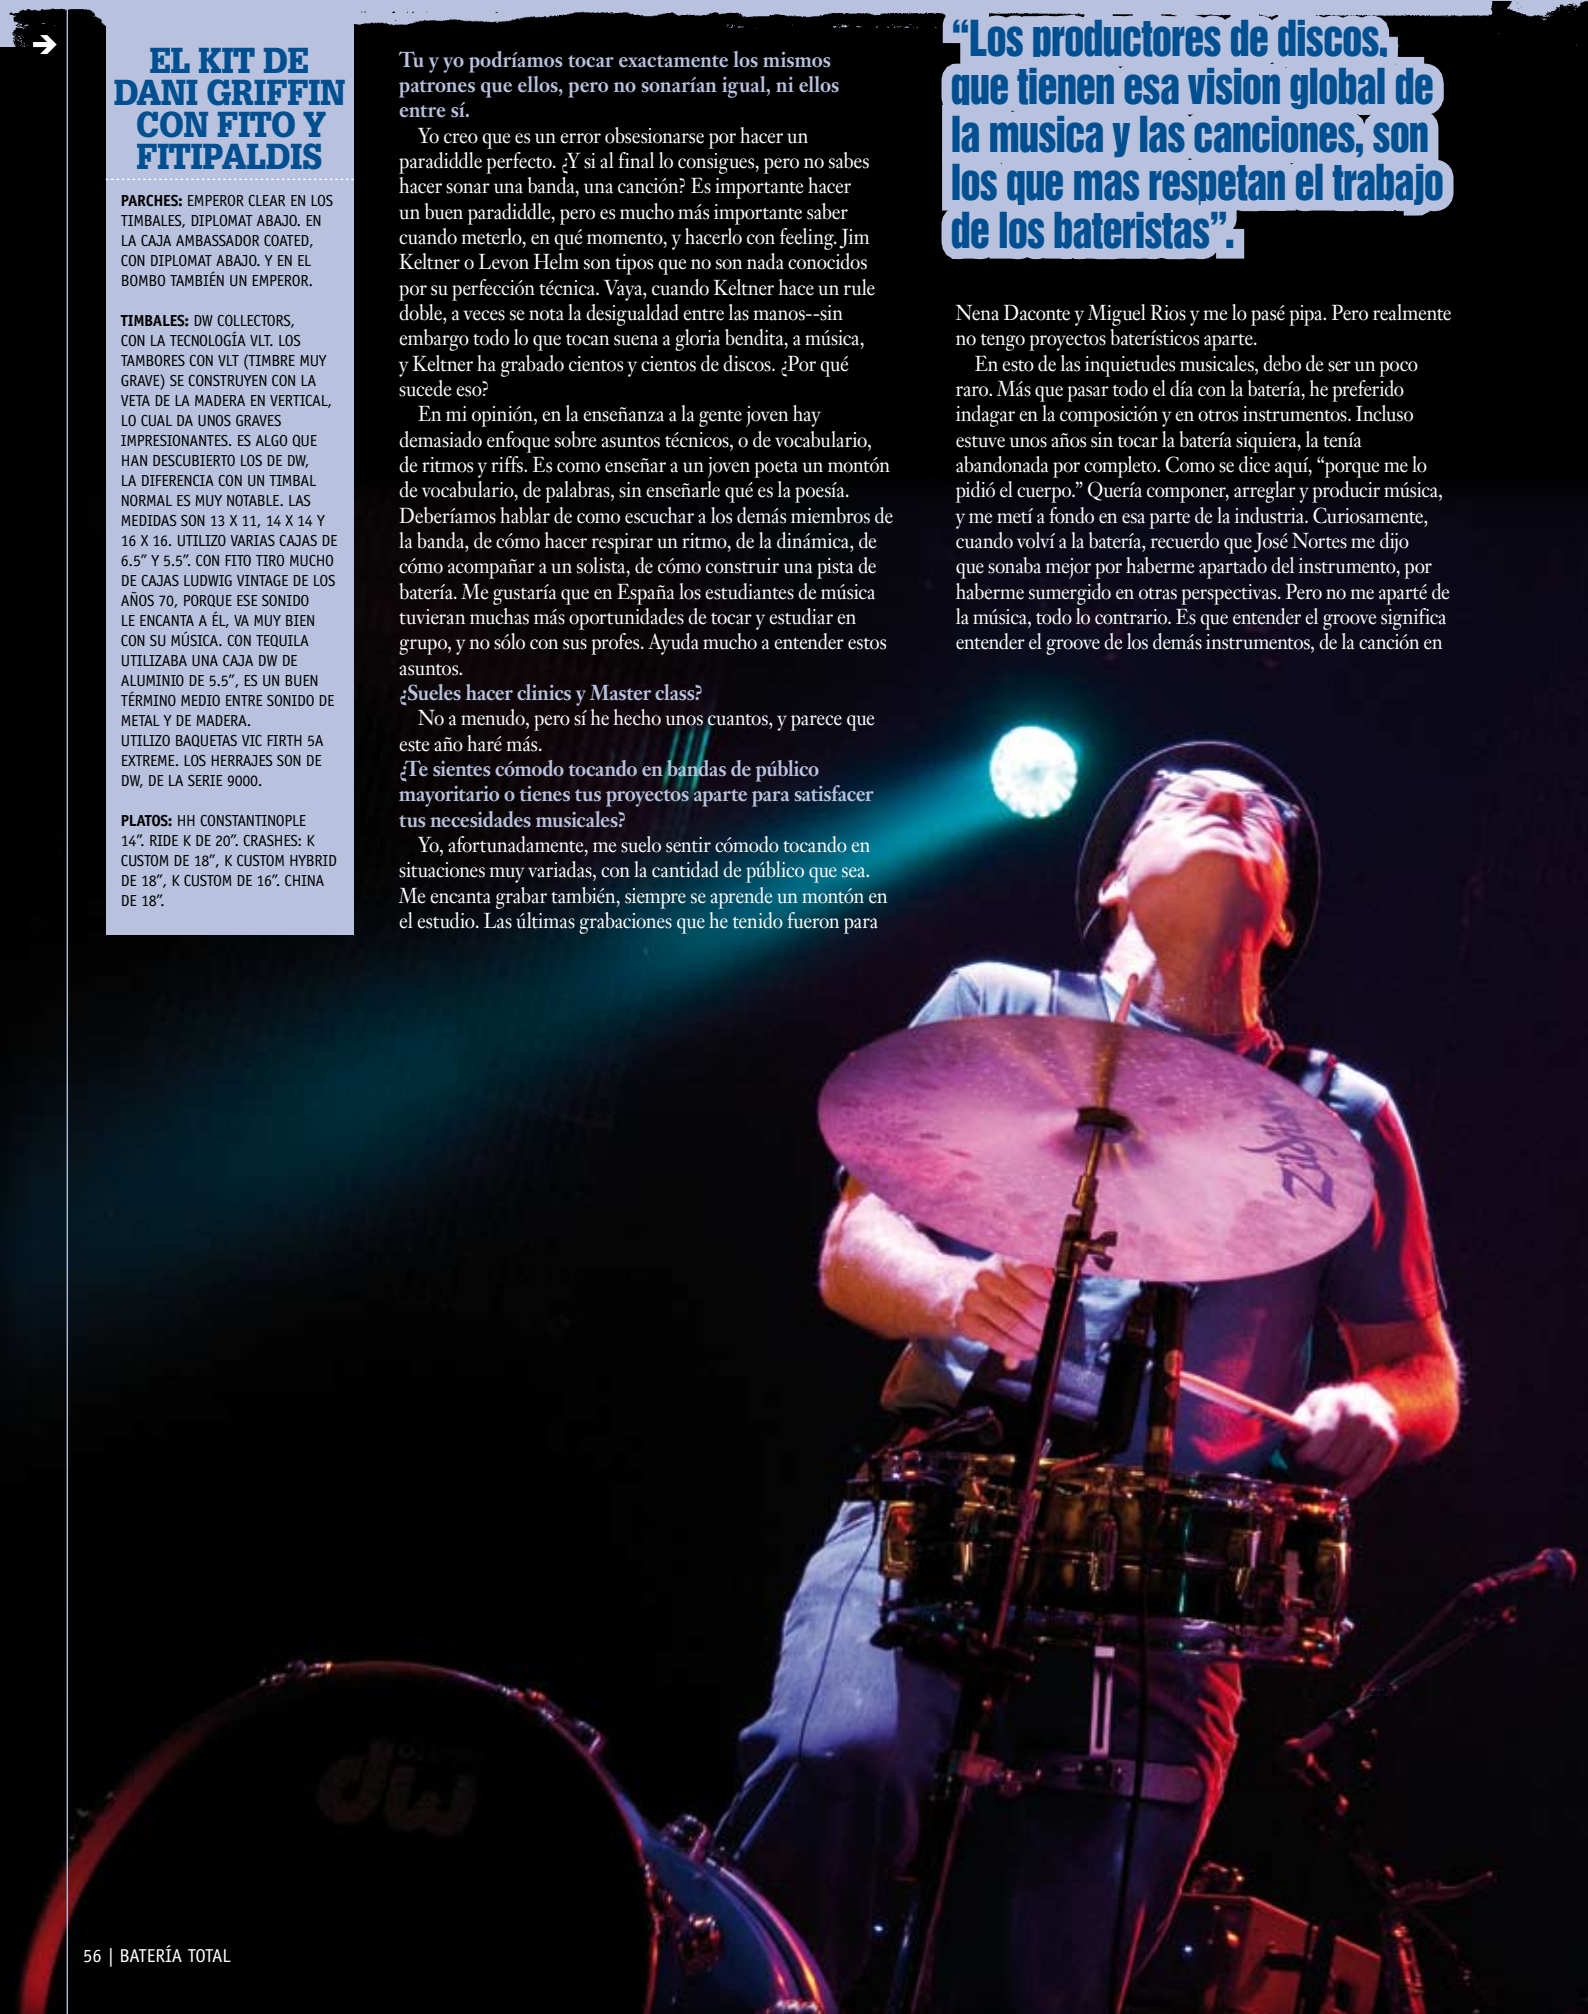 EL KIT DE
DANI GRIFFIN
CON FITO Y
FITIPALDIS
PARCHES: EMPEROR CLEAR EN LOS
TIMBALES, DIPLOMAT ABAJO. EN
LA CAJA AMBASSADOR COATED,
CON DIPLOMAT ABAJO. Y EN EL
BOMBO TAMBIÉN UN EMPEROR.
TIMBALES: DW COLLECTORS,
CON LA TECNOLOGÍA VLT. LOS
TAMBORES CON VLT (TIMBRE MUY
GRAVE) SE CONSTRUYEN CON LA
VETA DE LA MADERA EN VERTICAL,
LO CUAL DA UNOS GRAVES
IMPRESIONANTES. ES ALGO QUE
HAN DESCUBIERTO LOS DE DW,
LA DIFERENCIA CON UN TIMBAL
NORMAL ES MUY NOTABLE. LAS
MEDIDAS SON 13 X 11, 14 X 14 Y
16 X 16. UTILIZO VARIAS CAJAS DE
6.5” Y 5.5”. CON FITO TIRO MUCHO
DE CAJAS LUDWIG VINTAGE DE LOS
AÑOS 70, PORQUE ESE SONIDO
LE ENCANTA A ÉL, VA MUY BIEN
CON SU MÚSICA. CON TEQUILA
UTILIZABA UNA CAJA DW DE
ALUMINIO DE 5.5”, ES UN BUEN
TÉRMINO MEDIO ENTRE SONIDO DE
METAL Y DE MADERA.
UTILIZO BAQUETAS VIC FIRTH 5A
EXTREME. LOS HERRAJES SON DE
DW, DE LA SERIE 9000.
PLATOS: HH CONSTANTINOPLE
14”. RIDE K DE 20”. CRASHES: K
CUSTOM DE 18”, K CUSTOM HYBRID
DE 18”, K CUSTOM DE 16”. CHINA
DE 18”.
Tu y yo podríamos tocar exactamente los mismos
patrones que ellos, pero no sonarían igual, ni ellos
entre sí.
Yo creo que es un error obsesionarse por hacer un
paradiddle perfecto. ¿Y si al final lo consigues, pero no sabes
hacer sonar una banda, una canción? Es importante hacer
un buen paradiddle, pero es mucho más importante saber
cuando meterlo, en qué momento, y hacerlo con feeling. Jim
Keltner o Levon Helm son tipos que no son nada conocidos
por su perfección técnica. Vaya, cuando Keltner hace un rule
doble, a veces se nota la desigualdad entre las manos--sin
embargo todo lo que tocan suena a gloria bendita, a música,
y Keltner ha grabado cientos y cientos de discos. ¿Por qué
sucede eso?
En mi opinión, en la enseñanza a la gente joven hay
demasiado enfoque sobre asuntos técnicos, o de vocabulario,
de ritmos y riffs. Es como enseñar a un joven poeta un montón
de vocabulario, de palabras, sin enseñarle qué es la poesía.
Deberíamos hablar de como escuchar a los demás miembros de
la banda, de cómo hacer respirar un ritmo, de la dinámica, de
cómo acompañar a un solista, de cómo construir una pista de
batería. Me gustaría que en España los estudiantes de música
tuvieran muchas más oportunidades de tocar y estudiar en
grupo, y no sólo con sus profes. Ayuda mucho a entender estos
asuntos.
¿Sueles hacer clinics y Master class?
No a menudo, pero sí he hecho unos cuantos, y parece que
este año haré más.
¿Te sientes cómodo tocando en bandas de público
mayoritario o tienes tus proyectos aparte para satisfacer
tus necesidades musicales?
Yo, afortunadamente, me suelo sentir cómodo tocando en
situaciones muy variadas, con la cantidad de público que sea.
Me encanta grabar también, siempre se aprende un montón en
el estudio. Las últimas grabaciones que he tenido fueron para
“Los productores de discos,
que tienen esa vision global de
la musica y las canciones, son
los que mas respetan el trabajo
de los bateristas”.
Nena Daconte y Miguel Rios y me lo pasé pipa. Pero realmente
no tengo proyectos baterísticos aparte.
En esto de las inquietudes musicales, debo de ser un poco
raro. Más que pasar todo el día con la batería, he preferido
indagar en la composición y en otros instrumentos. Incluso
estuve unos años sin tocar la batería siquiera, la tenía
abandonada por completo. Como se dice aquí, “porque me lo
pidió el cuerpo.” Quería componer, arreglar y producir música,
y me metí a fondo en esa parte de la industria. Curiosamente,
cuando volví a la batería, recuerdo que José Nortes me dijo
que sonaba mejor por haberme apartado del instrumento, por
haberme sumergido en otras perspectivas. Pero no me aparté de
la música, todo lo contrario. Es que entender el groove significa
entender el groove de los demás instrumentos, de la canción en
Zildjian
dw
56 | BATERÍA TOTAL